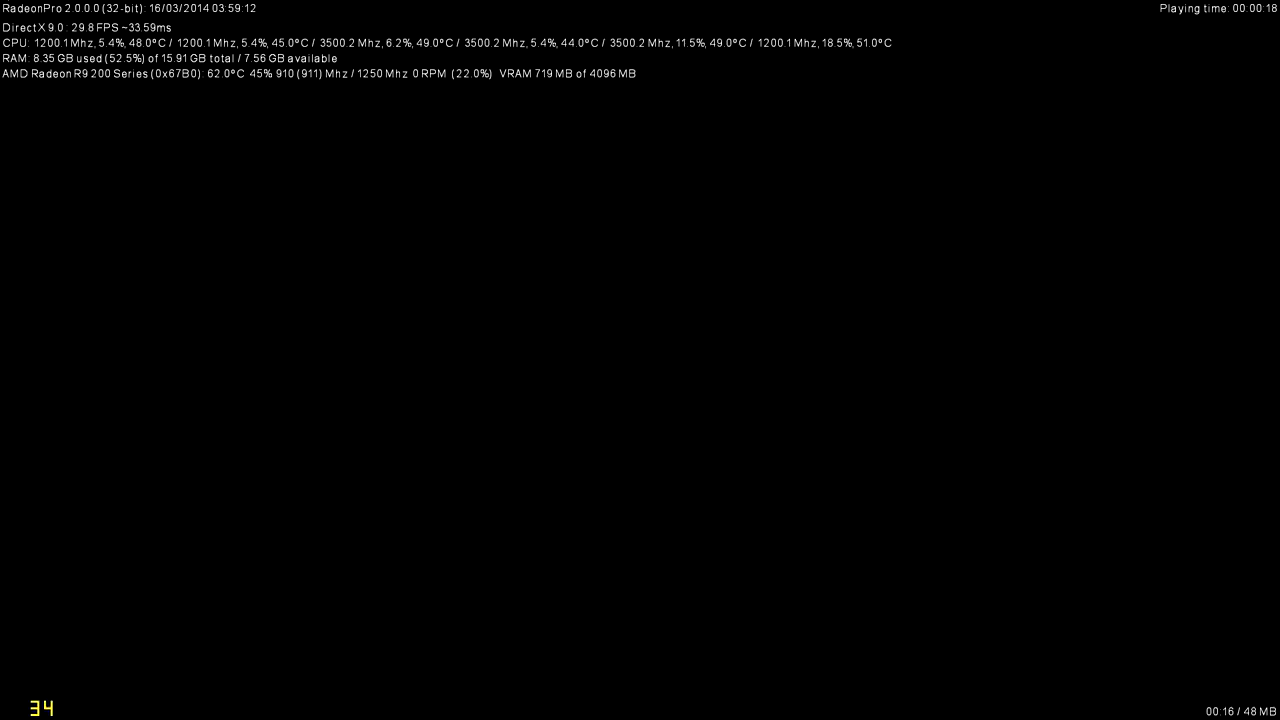 RadeonPro 2.0.0.0 (32-bit): 16/03/2014 03:59:12
Playing time: 00:00:18
DirectX 9.0 : 29.8 FPS ~33.59ms
CPU: 1200.1 Mhz, 5.4%, 48.0°C / 1200.1 Mhz, 5.4%, 45.0°C / 3500.2 Mhz, 6.2%, 49.0°C / 3500.2 Mhz, 5.4%, 44.0°C / 3500.2 Mhz, 11.5%, 49.0°C / 1200.1 Mhz, 18.5%, 51.0°C
RAM: 8.35 GB used (52.5%) of 15.91 GB total / 7.56 GB available
AMD Radeon R9 200 Series (0x67B0): 62.0°C 45% 910 (911) Mhz / 1250 Mhz 0 RPM (22.0%) VRAM 719 MB of 4096 MB
34
00:16 / 48 MB